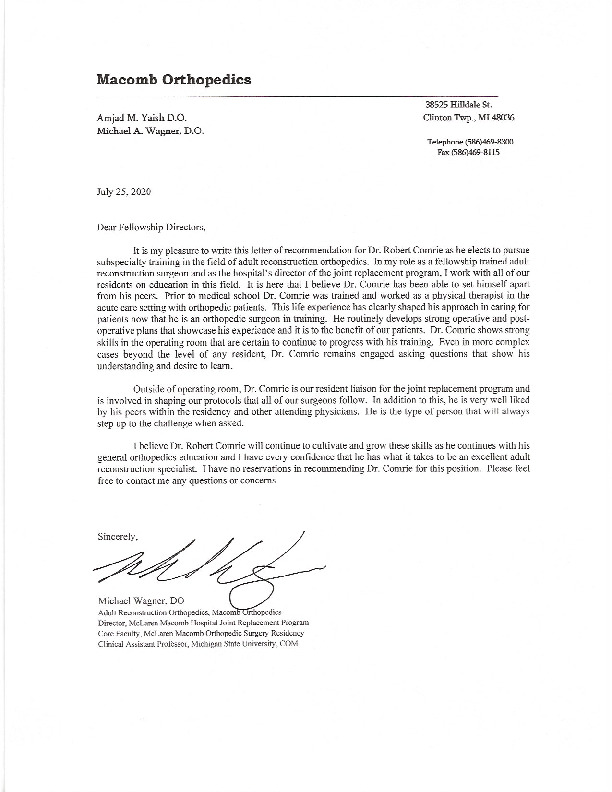 Macomb Orthopedics
Amjad M. Yaish D.O.
Michael A. Wagner, D.O.
38525 Hilldale St.
Clinton Twp., MI 48036
Telephone (586)469-8300
Fax (586)469-8115
July 25, 2020
Dear Fellowship Directors,
It is my pleasure to write this letter of recommendation for Dr. Robert Comrie as he elects to pursue
subspecialty training in the field of adult reconstruction orthopedics. In my role as a fellowship trained adult
reconstruction surgeon and as the hospital's director of the joint replacement program, I work with all of our
residents on education in this field. It is here that I believe Dr. Comrie has been able to set himself apart
from his peers. Prior to medical school Dr. Comrie was trained and worked as a physical therapist in the
acute care setting with orthopedic patients. This life experience has clearly shaped his approach in caring for
patients now that he is an orthopedic surgeon in training. He routinely develops strong operative and post-
operative plans that showcase his experience and it is to the benefit of our patients. Dr. Comrie shows strong
skills in the operating room that are certain to continue to progress with his training. Even in more complex
cases beyond the level of any resident, Dr. Comrie remains engaged asking questions that show his
understanding and desire to learn.
Outside of operating room, Dr. Comrie is our resident liaison for the joint replacement program and
is involved in shaping our protocols that all of our surgeons follow. In addition to this, he is very well liked
by his peers within the residency and other attending physicians. He is the type of person that will always
step up to the challenge when asked.
I believe Dr. Robert Comrie will continue to cultivate and grow these skills as he continues with his
general orthopedics education and I have every confidence that he has what it takes to be an excellent adult
reconstruction specialist. I have no reservations in recommending Dr. Comrie for this position. Please feel
free to contact me any questions or concerns
Sincerely,
Michael Wagner, DO
Adult Reconstruction Orthopedics, Macomb Orthopedics
Director, McLaren Macomb Hospital Joint Replacement Program
Core Faculty, McLaren Macomb Orthopedic Surgery Residency
Clinical Assistant Professor, Michigan State University, COM